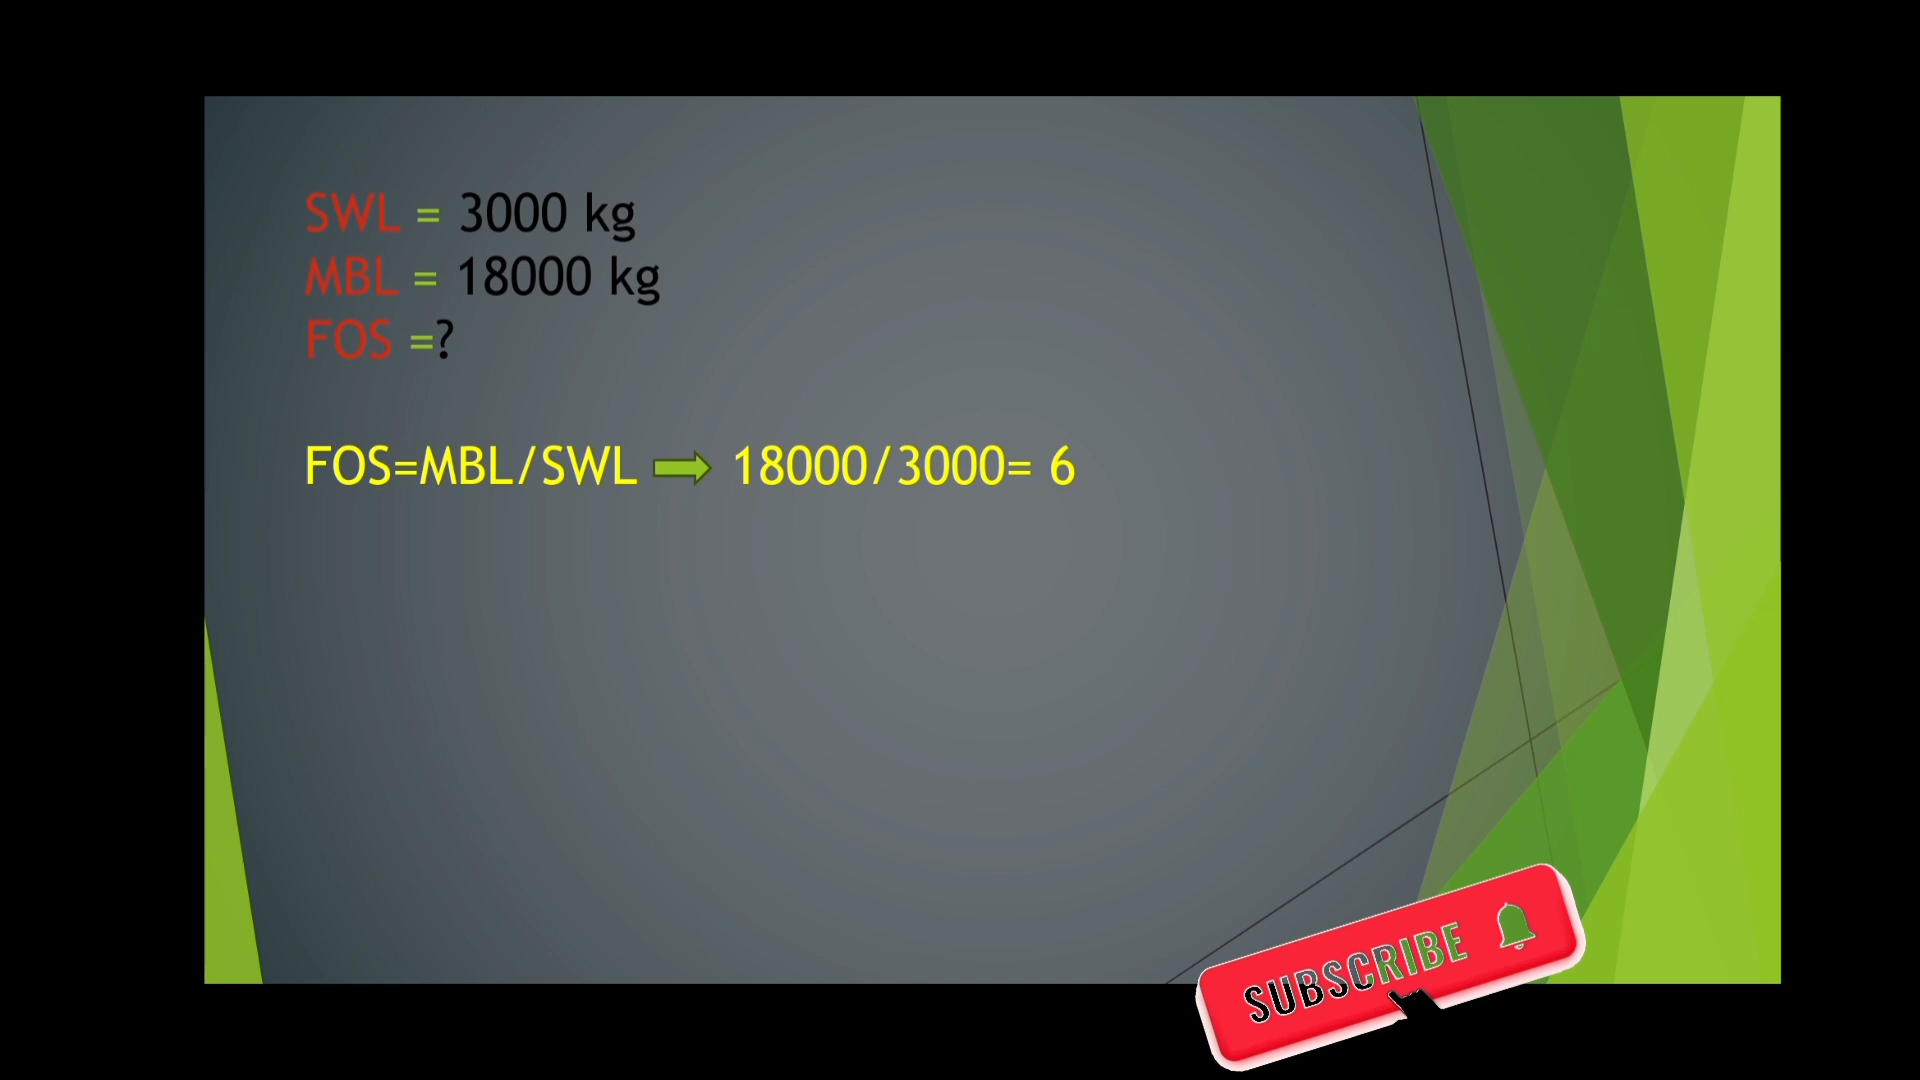 SWL = 3000 kg
MBL = 18000 kg
FOS =?
FOS=MBL/SWL 18000/3000= 6
SUBSCRIBE